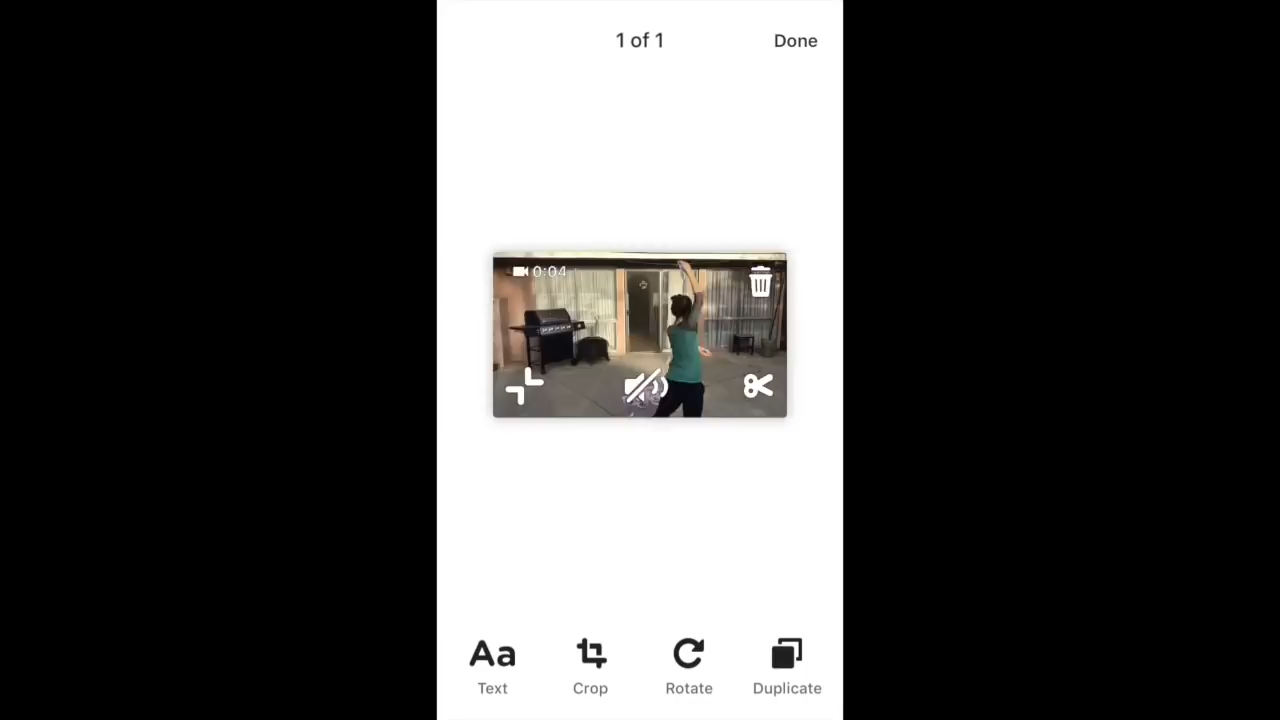 1 of 1
Done
0:04
Aa
Text
Crop
Rotate
Duplicate